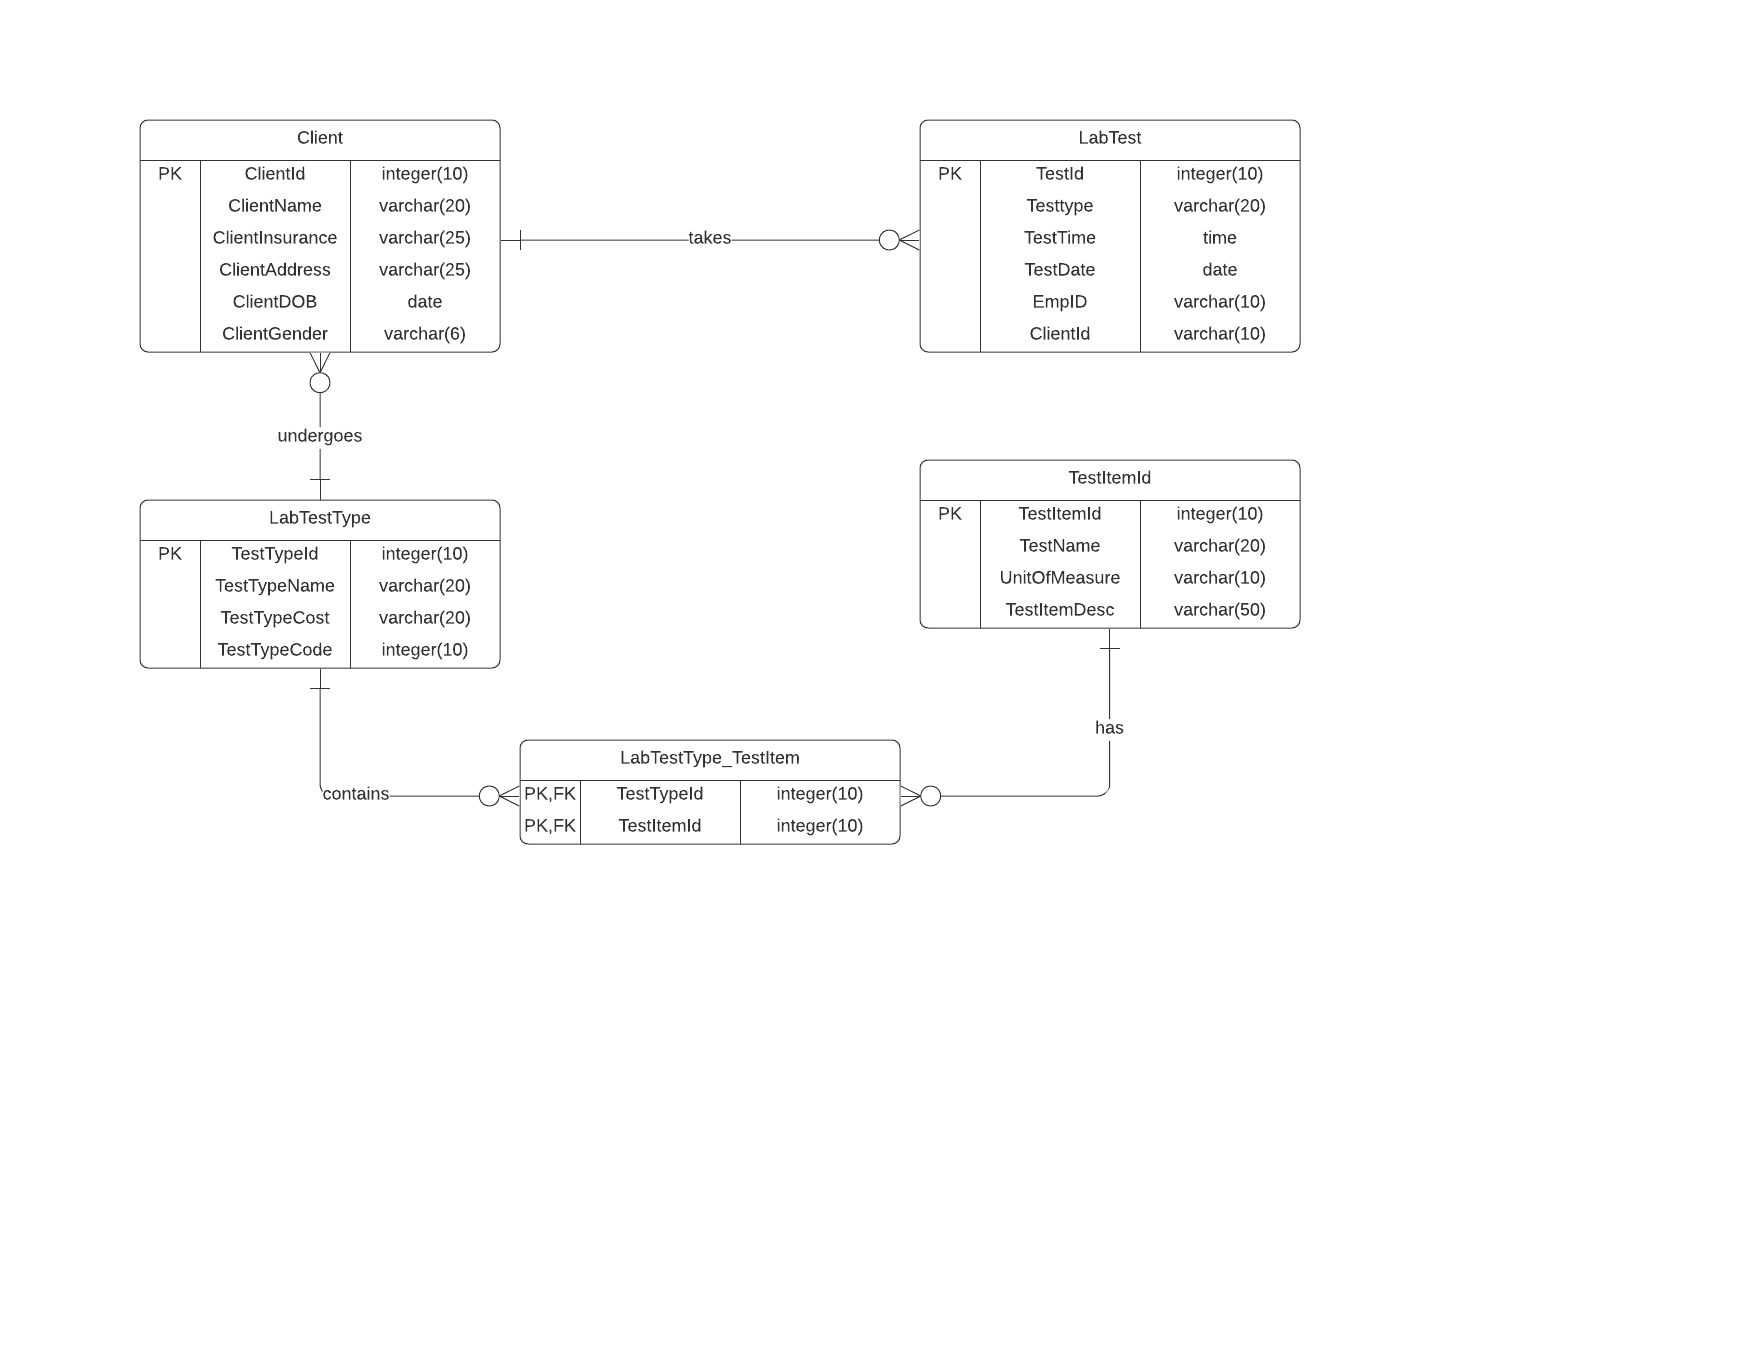 Client
PK ClientId integer(10)
ClientName varchar(20)
ClientInsurance varchar(25)
ClientAddress varchar(25)
ClientDOB date
ClientGender varchar(6)
takes
LabTest
PK TestId integer(10)
Testtype varchar(20)
TestTime time
TestDate date
EmpID varchar(10)
ClientId varchar(10)
undergoes
LabTestType
PK TestTypeId integer(10)
TestTypeName varchar(20)
TestTypeCost varchar(20)
TestTypeCode integer(10)
TestItemId
PK TestItemId integer(10)
TestName varchar(20)
UnitOfMeasure varchar(10)
TestItemDesc varchar(50)
has
contains
LabTestType_TestItem
PK,FK TestTypeId integer(10)
PK,FK TestItemId integer(10)